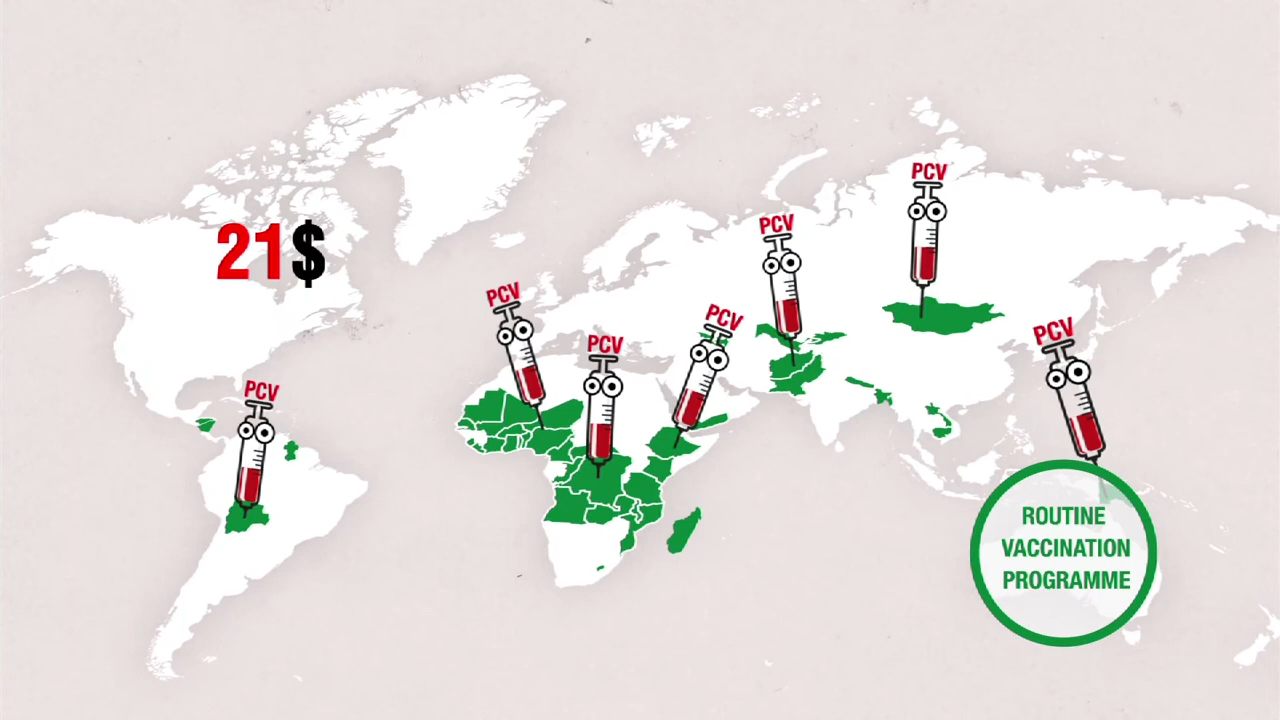 PCV
PCV
21$
PCV
PCV
PCV
PCV
PCV
ROUTINE
VACCINATION
PROGRAMME